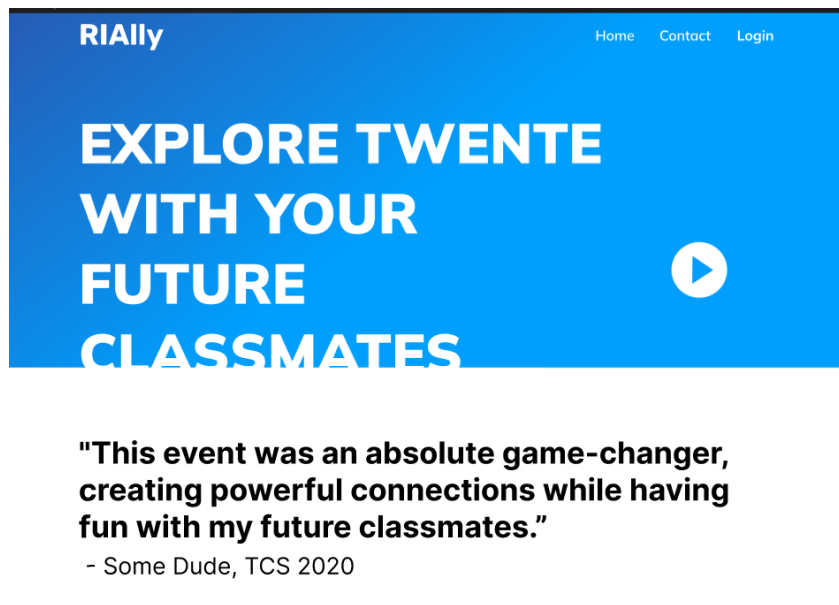 RIAlly
Home Contact Login
EXPLORE TWENTE
WITH YOUR
FUTURE
CLASSMATES
"This event was an absolute game-changer,
creating powerful connections while having
fun with my future classmates.”
- Some Dude, TCS 2020